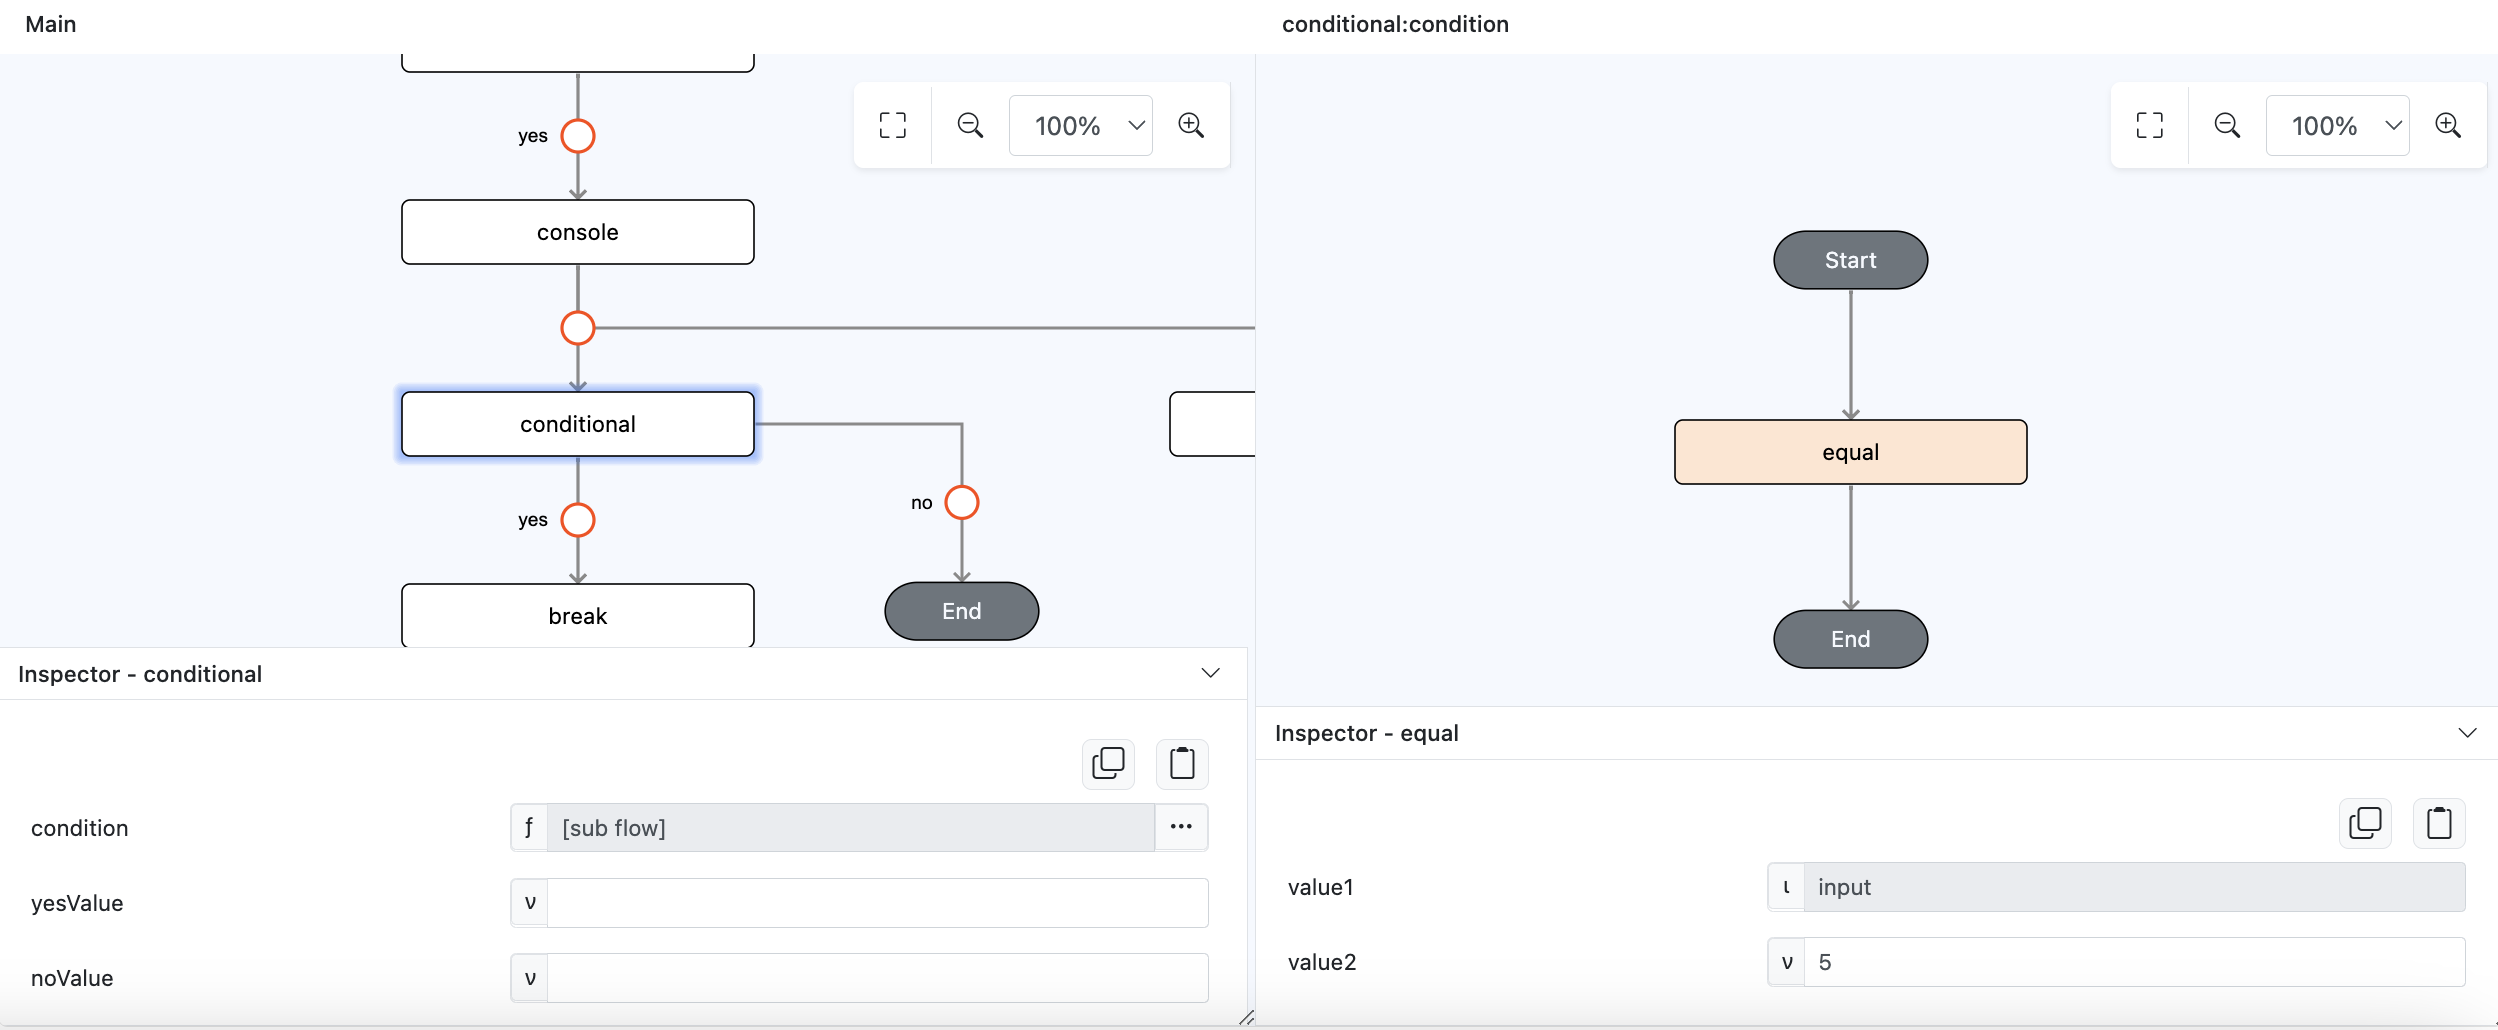 Main
yes
100%
console
conditional
no
yes
End
break
Inspector - conditional
condition
ƒ
[sub flow]
yesValue
ν
noValue
ν
conditional:condition
100%
Start
equal
End
Inspector - equal
value1
ι
input
value2
ν
5